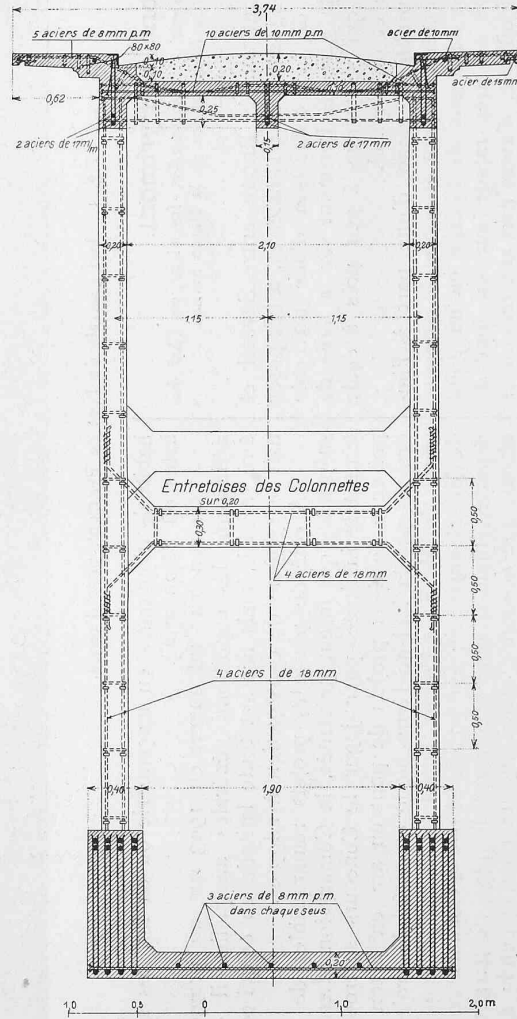 3,74
5 aciers de 8mm p.m
80×80
10 aciers de 10mm p.m
acier de 10mm
0,10
0,10
0,20
0,62
0,25
acier de 15mm
2 aciers de 17m/m
0,15
2 aciers de 17mm
0,20
2,10
0,20
1,15
1,15
Entretoises des Colonnettes
sur 0,20
0,30
0,50
4 aciers de 18mm
0,50
0,50
4 aciers de 18mm
0,50
0,40
1,90
0,40
3 aciers de 8mm p.m
dans chaque seus
0,20
1,0 0,5 0 1,0 2,0 m